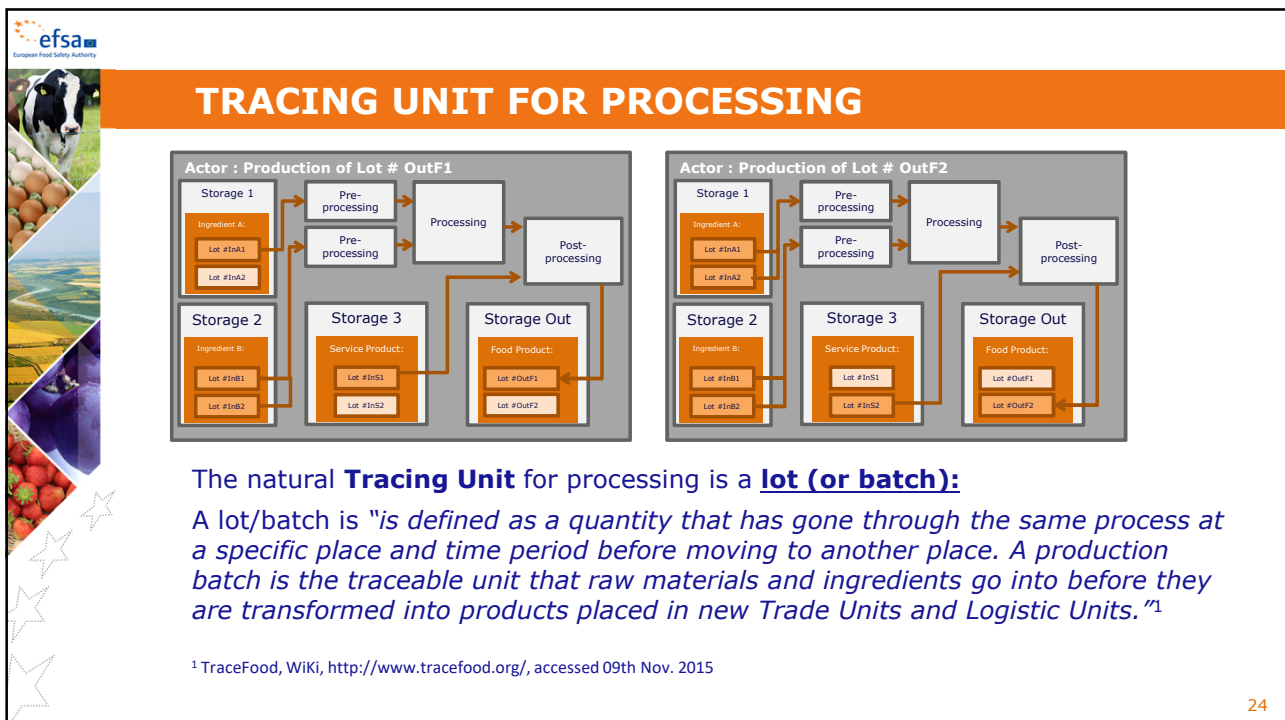 efsa
European Food Safety Authority
TRACING UNIT FOR PROCESSING
Actor : Production of Lot # OutF1
Storage 1
Ingredient A:
Lot #InA1
Lot #InA2
Pre-
processing
Pre-
processing
Processing
Post-
processing
Storage 2
Ingredient B:
Lot #InB1
Lot #InB2
Storage 3
Service Product:
Lot #InS1
Lot #InS2
Storage Out
Food Product:
Lot #OutF1
Lot #OutF2
Actor : Production of Lot # OutF2
Storage 1
Ingredient A:
Lot #InA1
Lot #InA2
Pre-
processing
Pre-
processing
Processing
Post-
processing
Storage 2
Ingredient B:
Lot #InB1
Lot #InB2
Storage 3
Service Product:
Lot #InS1
Lot #InS2
Storage Out
Food Product:
Lot #OutF1
Lot #OutF2
The natural Tracing Unit for processing is a lot (or batch):
A lot/batch is “is defined as a quantity that has gone through the same process at
a specific place and time period before moving to another place. A production
batch is the traceable unit that raw materials and ingredients go into before they
are transformed into products placed in new Trade Units and Logistic Units.”1
1 TraceFood, WiKi, http://www.tracefood.org/, accessed 09th Nov. 2015
24